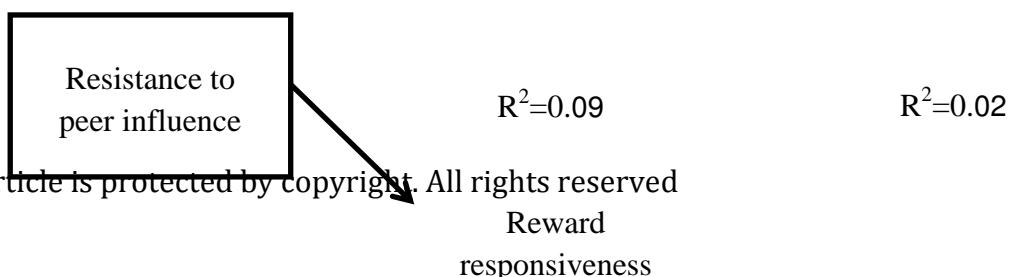 Resistance to
peer influence
R²=0.09
R²=0.02
rticle is protected by copyright. All rights reserved
Reward
responsiveness